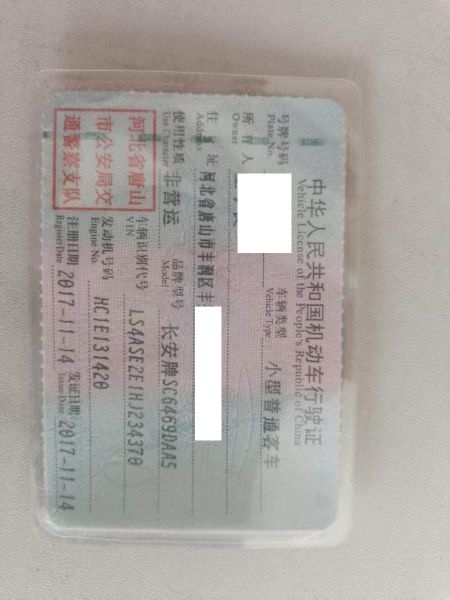 中华人民共和国机动车行驶证
Vehicle License of the People's Republic of China
号牌号码
Plate No.
车辆类型 小型普通客车
Vehicle Type
所有人
Owner
住址 河北省唐山市丰润区丰
Address
使用性质 非营运
Use Character
品牌型号 长安牌SC6469DAA5
Model
河北省唐山
市公安局交
通警察支队
车辆识别代号 LS4ASE2E1HJ234370
VIN
发动机号码 HC1E131420
Engine No.
注册日期 2017-11-14
Register Date
发证日期 2017-11-14
Issue Date